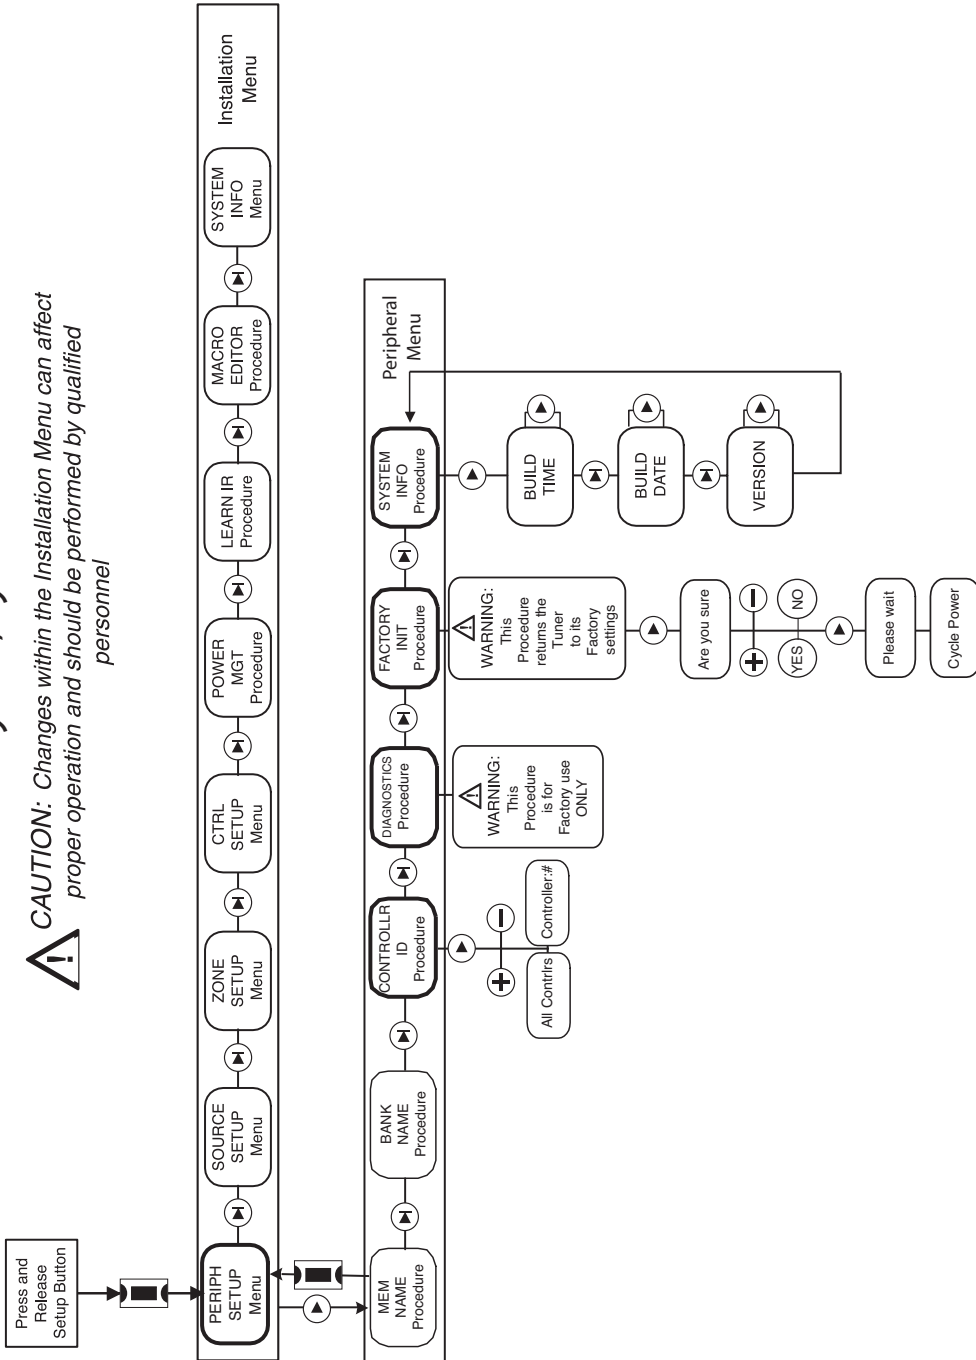 CAUTION: Changes within the Installation Menu can affect
proper operation and should be performed by qualified
personnel
Press and
Release
Setup Button
PERIPH
SETUP
Menu
SOURCE
SETUP
Menu
ZONE
SETUP
Menu
CTRL
SETUP
Menu
POWER
MGT
Procedure
LEARN IR
Procedure
MACRO
EDITOR
Procedure
SYSTEM
INFO
Menu
Installation
Menu
MEM
NAME
Procedure
BANK
NAME
Procedure
CONTROLLR
ID
Procedure
DIAGNOSTICS
Procedure
FACTORY
INIT
Procedure
SYSTEM
INFO
Procedure
Peripheral
Menu
All Contrlrs
Controller:#
WARNING:
This
Procedure
is for
Factory use
ONLY
WARNING:
This
Procedure
returns the
Tuner
to its
Factory
settings
Are you sure
YES
NO
Please wait
Cycle Power
BUILD
TIME
BUILD
DATE
VERSION